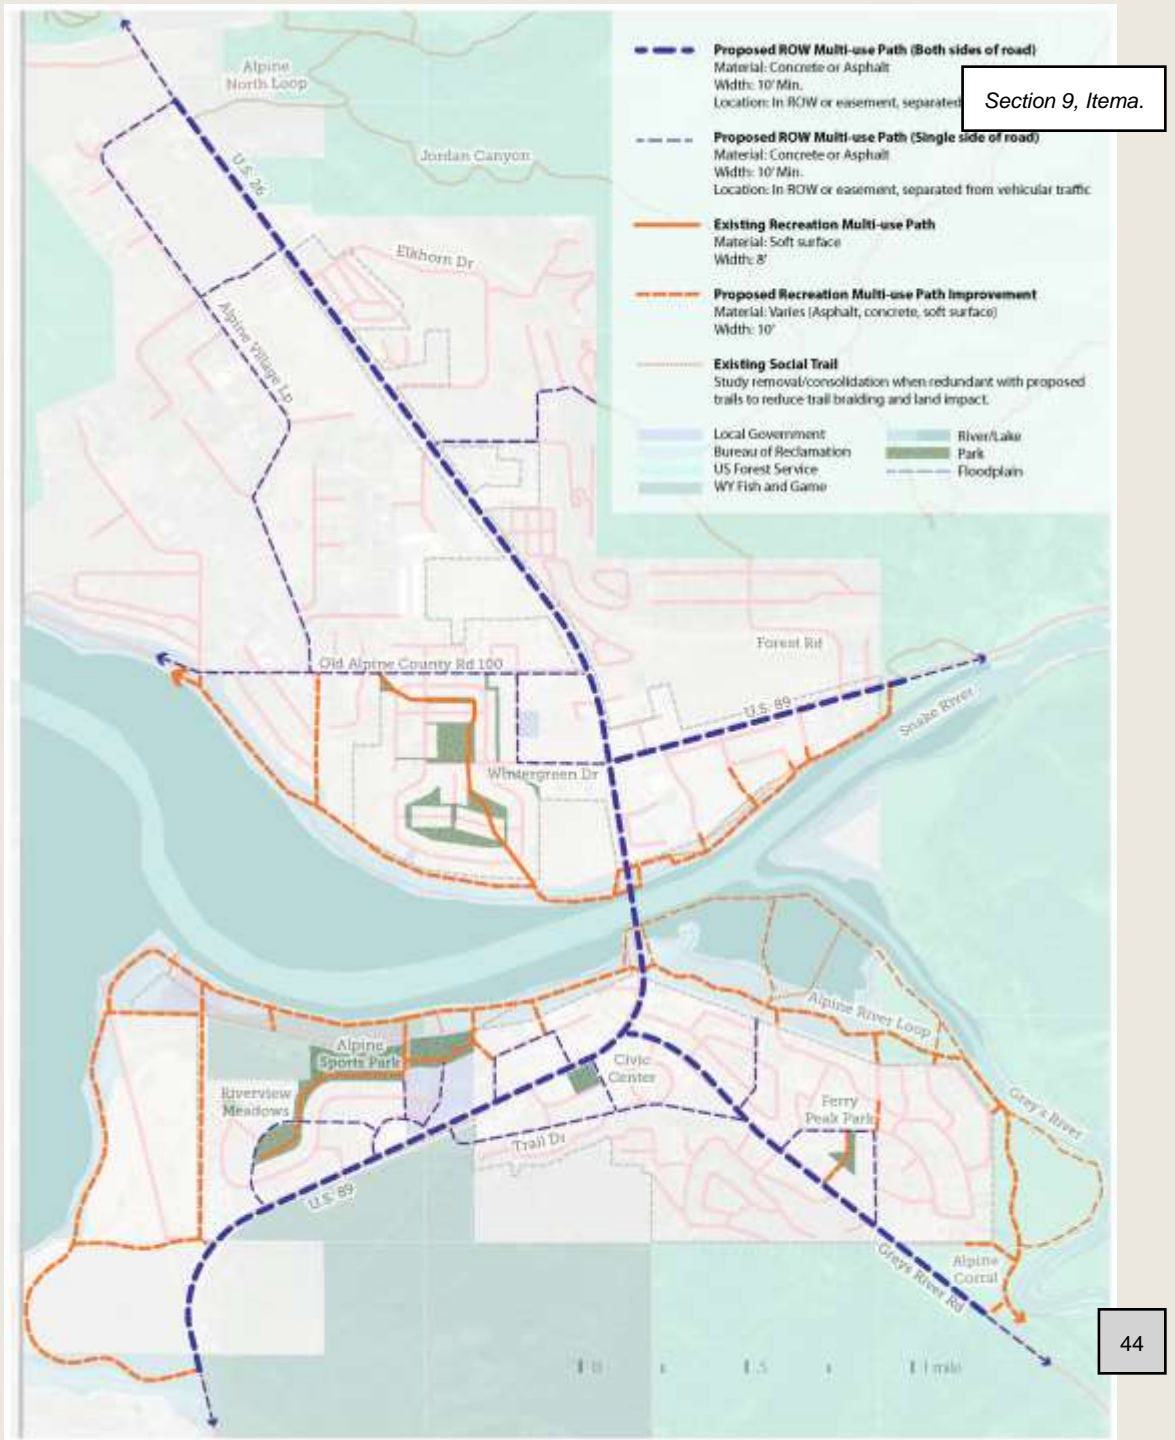 Proposed ROW Multi-use Path (Both sides of road)
Material: Concrete or Asphalt
Width: 10' Min.
Location: In ROW or easement, separated
Section 9, Itema.
Proposed ROW Multi-use Path (Single side of road)
Material: Concrete or Asphalt
Width: 10' Min.
Location: In ROW or easement, separated from vehicular traffic
Existing Recreation Multi-use Path
Material: Soft surface
Width: 8'
Proposed Recreation Multi-use Path Improvement
Material: Varies (Asphalt, concrete, soft surface)
Width: 10'
Existing Social Trail
Study removal/consolidation when redundant with proposed
trails to reduce trail braiding and land impact.
Local Government
Bureau of Reclamation
US Forest Service
WY Fish and Game
River/Lake
Park
Floodplain
Alpine
North Loop
Jordan Canyon
U.S. 26
Elkhorn Dr
Alpine Village Lp
Forest Rd
Old Alpine County Rd 100
U.S. 89
Snake River
Wintergreen Dr
Alpine River Loop
Alpine
Sports Park
Civic
Center
Riverview
Meadows
Ferry
Peak Park
Grey's River
Trail Dr
U.S. 89
Greys River Rd
Alpine
Corral
0
.5
1 mile
44